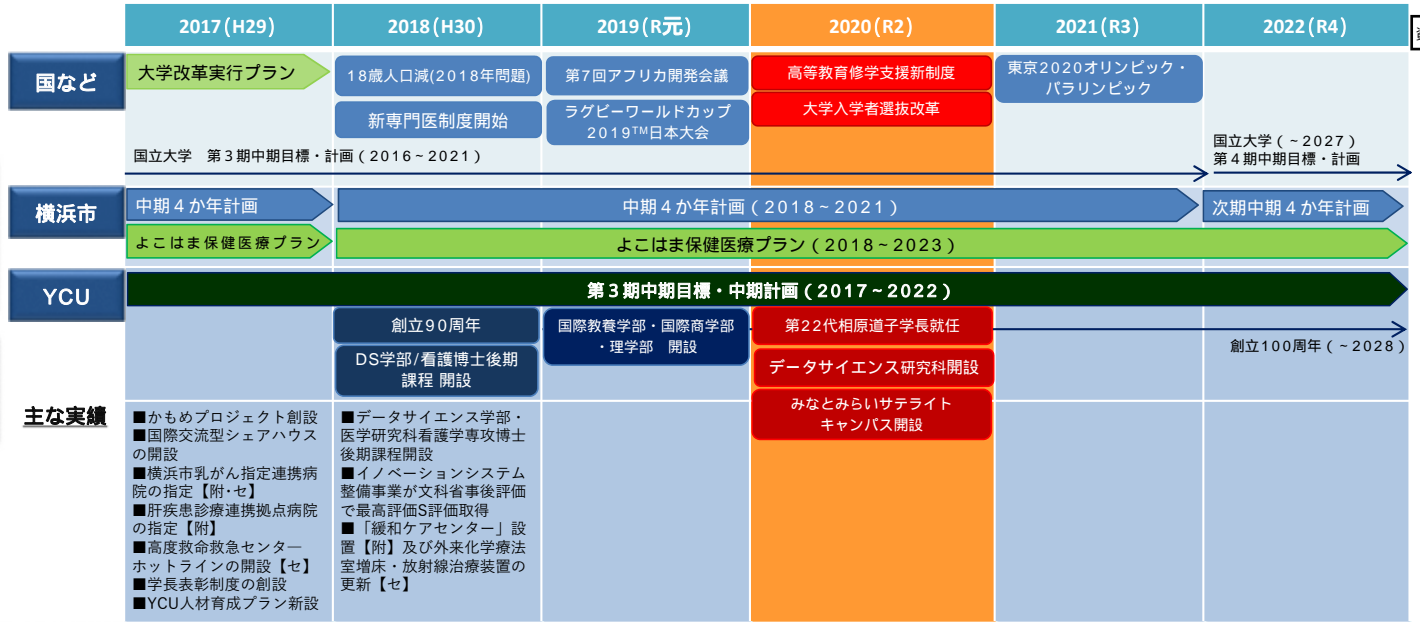 2017(H29)
2018(H30)
2019(R元)
2020(R2)
2021(R3)
2022(R4)
国など
大学改革実行プラン
18歳人口減(2018年問題)
新専門医制度開始
第7回アフリカ開発会議
ラグビーワールドカップ
2019™日本大会
高等教育修学支援新制度
大学入学者選抜改革
東京2020オリンピック・
パラリンピック
国立大学 第3期中期目標・計画(2016~2021)
国立大学(~2027)
第4期中期目標・計画
横浜市
中期4か年計画
中期4か年計画(2018~2021)
次期中期4か年計画
よこはま保健医療プラン
よこはま保健医療プラン(2018~2023)
YCU
第3期中期目標・中期計画(2017~2022)
創立90周年
DS学部/看護博士後期
課程 開設
国際教養学部・国際商学部
・理学部 開設
第22代相原道子学長就任
データサイエンス研究科開設
みなとみらいサテライト
キャンパス開設
創立100周年(~2028)
主な実績
■かもめプロジェクト創設
■国際交流型シェアハウス
の開設
■横浜市乳がん指定連携病
院の指定【附・セ】
■肝疾患診療連携拠点病院
の指定【附】
■高度救命救急センター
ホットラインの開設【セ】
■学長表彰制度の創設
■YCU人材育成プラン新設
■データサイエンス学部・
医学研究科看護学専攻博士
後期課程開設
■イノベーションシステム
整備事業が文科省事後評価
で最高評価S評価取得
■「緩和ケアセンター」設
置【附】及び外来化学療法
室増床・放射線治療装置の
更新【セ】